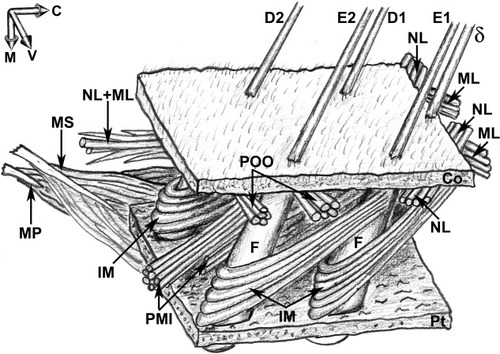 C
M V
D2 E2 D1 E1 δ
NL
ML
NL+ML
NL
MS
ML
POO
Co
MP
NL
F F
IM
PMI IM
Pt